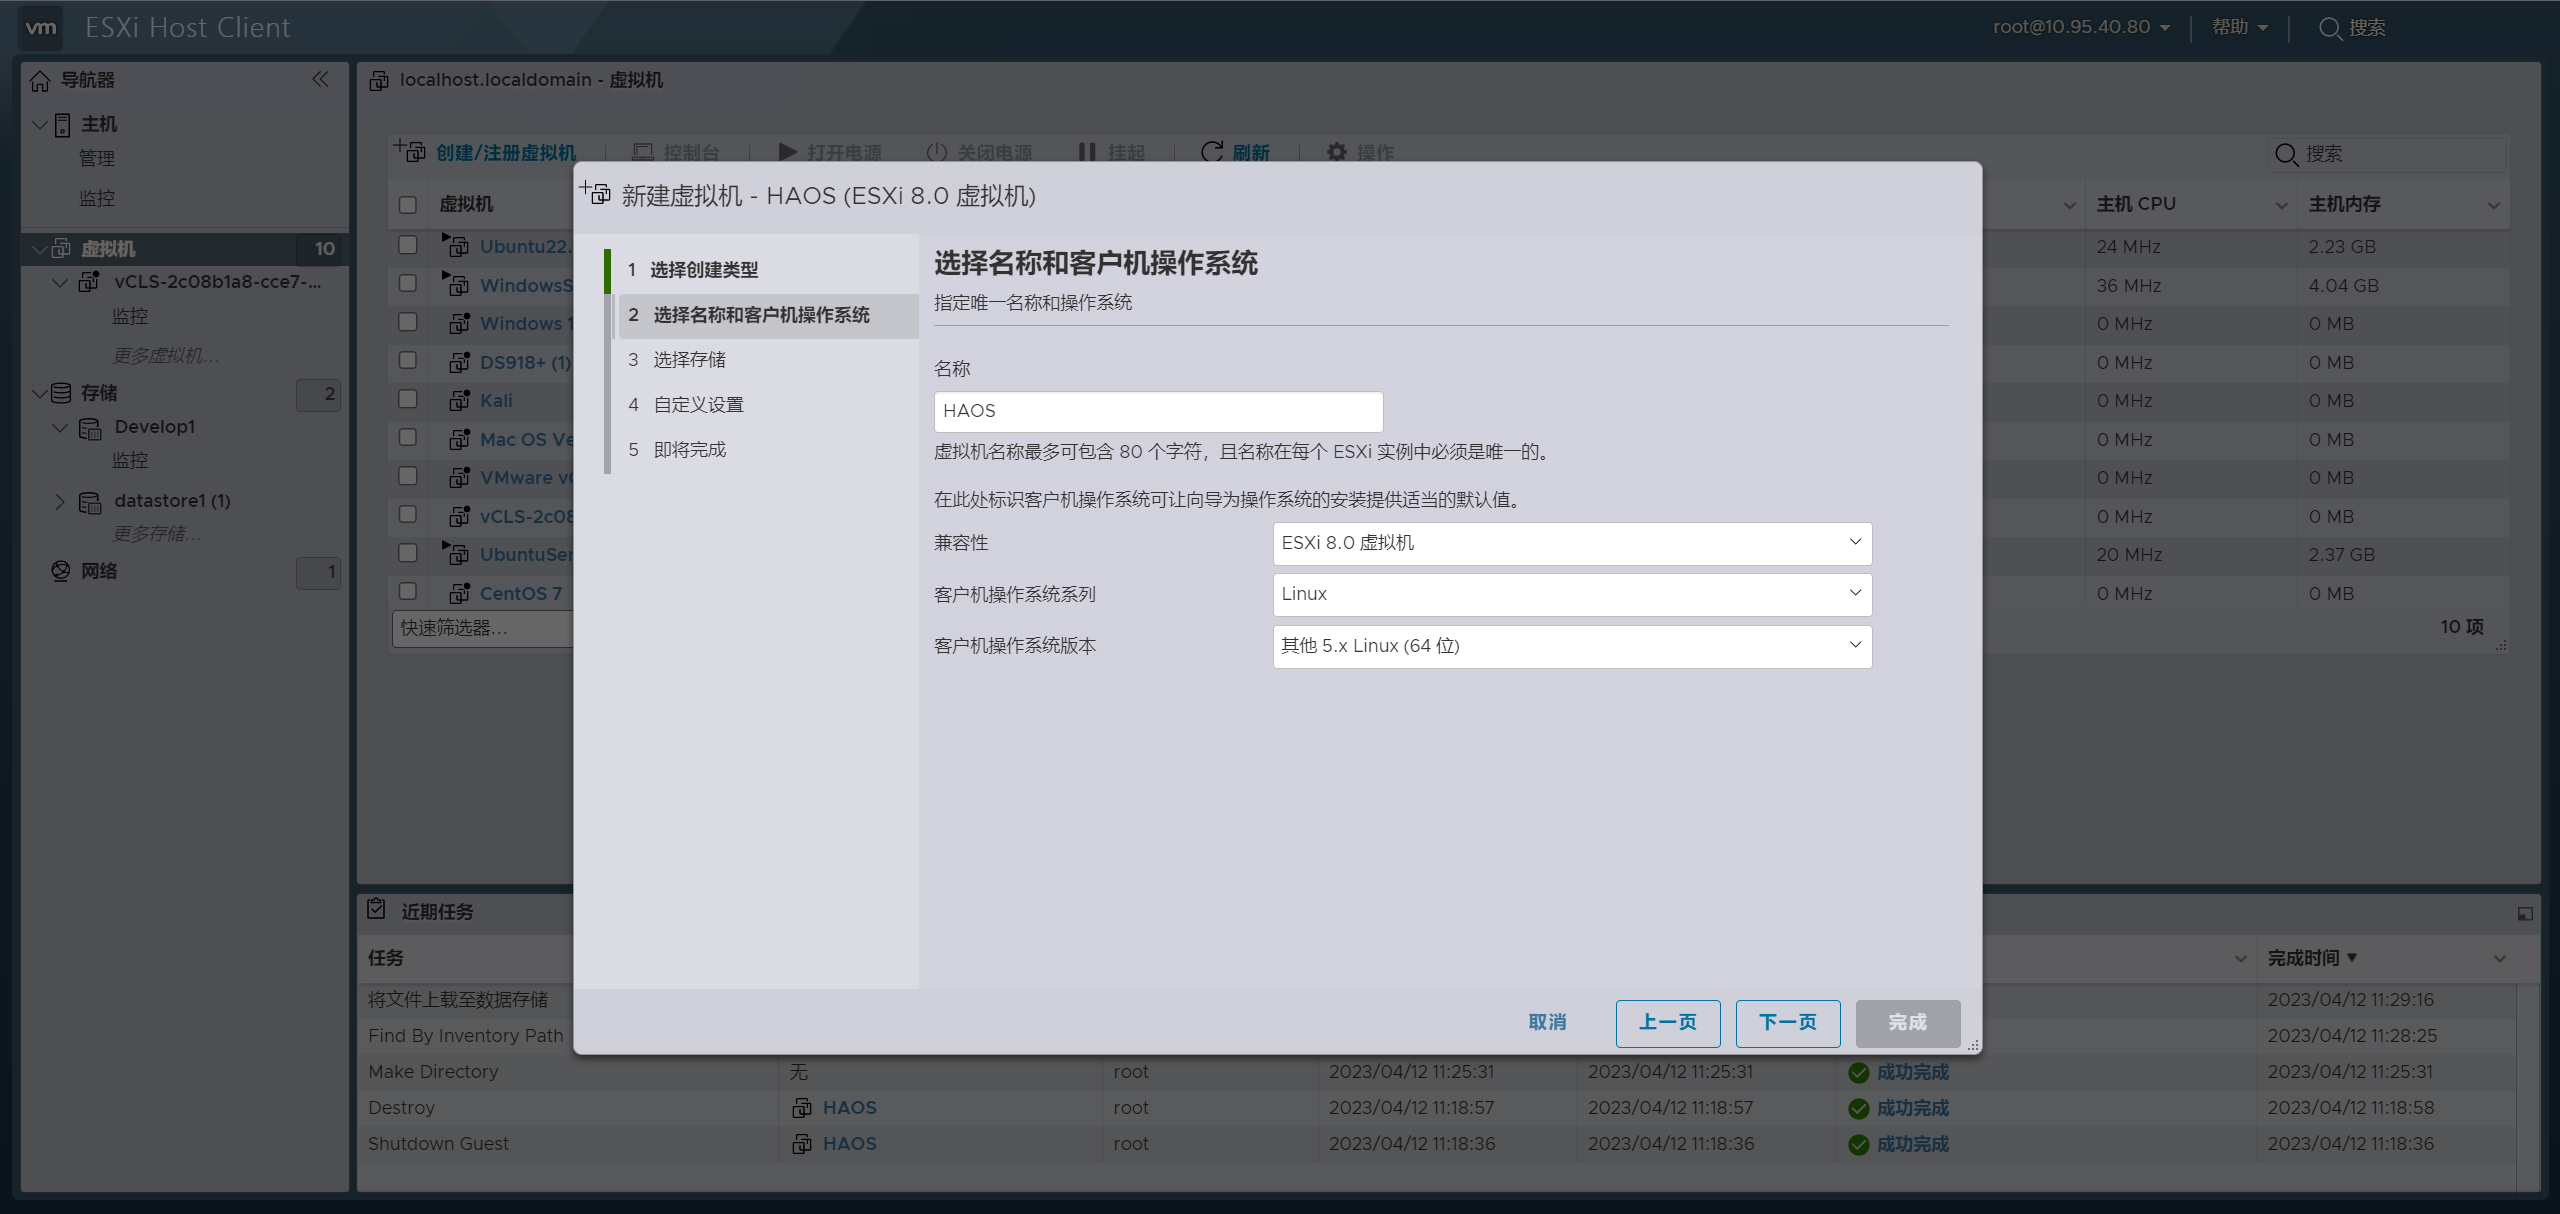 vm ESXi Host Client root@10.95.40.80 帮助 搜索
导航器
主机
管理
监控
虚拟机 10
vCLS-2c08b1a8-cce7-...
监控
更多虚拟机...
存储 2
Develop1
监控
datastore1 (1)
更多存储...
网络 1
localhost.localdomain - 虚拟机
创建/注册虚拟机 控制台 打开电源 关闭电源 挂起 刷新 操作 搜索
虚拟机 主机 CPU 主机内存
Ubuntu22. 24 MHz 2.23 GB
WindowsS 36 MHz 4.04 GB
Windows 1 0 MHz 0 MB
DS918+ (1) 0 MHz 0 MB
Kali 0 MHz 0 MB
Mac OS Ve 0 MHz 0 MB
VMware v 0 MHz 0 MB
vCLS-2c08 0 MHz 0 MB
UbuntuSer 20 MHz 2.37 GB
CentOS 7 0 MHz 0 MB
快速筛选器... 10 项
新建虚拟机 - HAOS (ESXi 8.0 虚拟机)
1 选择创建类型
2 选择名称和客户机操作系统
3 选择存储
4 自定义设置
5 即将完成
选择名称和客户机操作系统
指定唯一名称和操作系统
名称
HAOS
虚拟机名称最多可包含 80 个字符，且名称在每个 ESXi 实例中必须是唯一的。
在此处标识客户机操作系统可让向导为操作系统的安装提供适当的默认值。
兼容性 ESXi 8.0 虚拟机
客户机操作系统系列 Linux
客户机操作系统版本 其他 5.x Linux (64 位)
取消 上一页 下一页 完成
近期任务
任务 完成时间 ▼
将文件上载至数据存储 2023/04/12 11:29:16
Find By Inventory Path 2023/04/12 11:28:25
Make Directory 无 root 2023/04/12 11:25:31 2023/04/12 11:25:31 成功完成 2023/04/12 11:25:31
Destroy HAOS root 2023/04/12 11:18:57 2023/04/12 11:18:57 成功完成 2023/04/12 11:18:58
Shutdown Guest HAOS root 2023/04/12 11:18:36 2023/04/12 11:18:36 成功完成 2023/04/12 11:18:36